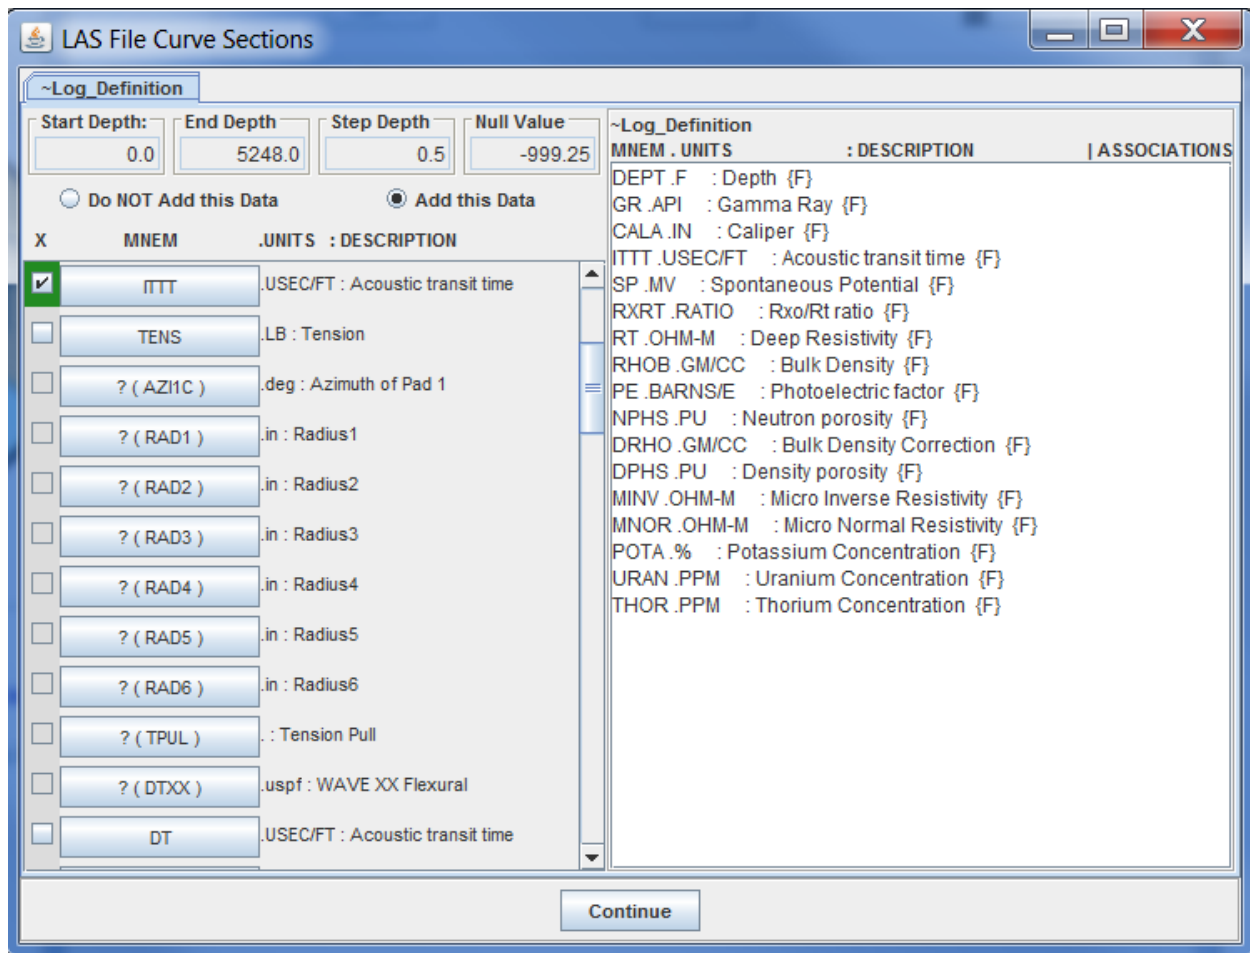 LAS File Curve Sections
~Log_Definition
Start Depth: End Depth Step Depth Null Value
0.0 5248.0 0.5 -999.25
Do NOT Add this Data Add this Data
X MNEM .UNITS : DESCRIPTION
ITTT .USEC/FT : Acoustic transit time
TENS .LB : Tension
? ( AZI1C ) .deg : Azimuth of Pad 1
? ( RAD1 ) .in : Radius1
? ( RAD2 ) .in : Radius2
? ( RAD3 ) .in : Radius3
? ( RAD4 ) .in : Radius4
? ( RAD5 ) .in : Radius5
? ( RAD6 ) .in : Radius6
? ( TPUL ) . : Tension Pull
? ( DTXX ) .uspf : WAVE XX Flexural
DT .USEC/FT : Acoustic transit time
~Log_Definition
MNEM . UNITS : DESCRIPTION | ASSOCIATIONS
DEPT .F : Depth {F}
GR .API : Gamma Ray {F}
CALA .IN : Caliper {F}
ITTT .USEC/FT : Acoustic transit time {F}
SP .MV : Spontaneous Potential {F}
RXRT .RATIO : Rxo/Rt ratio {F}
RT .OHM-M : Deep Resistivity {F}
RHOB .GM/CC : Bulk Density {F}
PE .BARNS/E : Photoelectric factor {F}
NPHS .PU : Neutron porosity {F}
DRHO .GM/CC : Bulk Density Correction {F}
DPHS .PU : Density porosity {F}
MINV .OHM-M : Micro Inverse Resistivity {F}
MNOR .OHM-M : Micro Normal Resistivity {F}
POTA .% : Potassium Concentration {F}
URAN .PPM : Uranium Concentration {F}
THOR .PPM : Thorium Concentration {F}
Continue